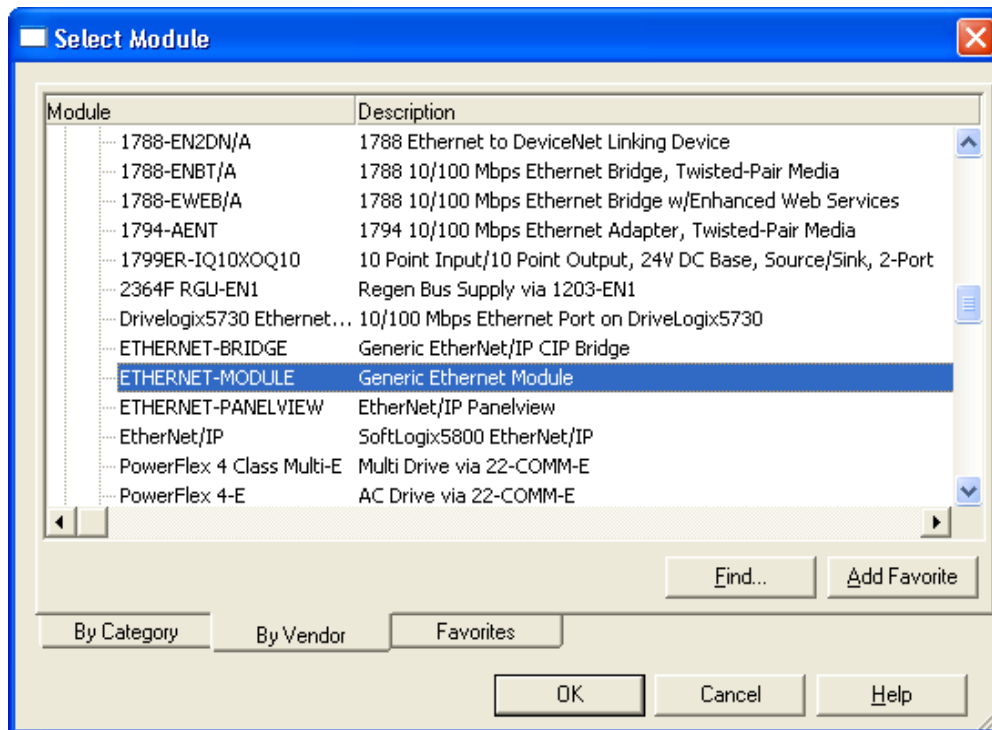 Select Module
Module Description
1788-EN2DN/A 1788 Ethernet to DeviceNet Linking Device
1788-ENBT/A 1788 10/100 Mbps Ethernet Bridge, Twisted-Pair Media
1788-EWEB/A 1788 10/100 Mbps Ethernet Bridge w/Enhanced Web Services
1794-AENT 1794 10/100 Mbps Ethernet Adapter, Twisted-Pair Media
1799ER-IQ10XOQ10 10 Point Input/10 Point Output, 24V DC Base, Source/Sink, 2-Port
2364F RGU-EN1 Regen Bus Supply via 1203-EN1
Drivelogix5730 Ethernet... 10/100 Mbps Ethernet Port on DriveLogix5730
ETHERNET-BRIDGE Generic EtherNet/IP CIP Bridge
ETHERNET-MODULE Generic Ethernet Module
ETHERNET-PANELVIEW EtherNet/IP Panelview
EtherNet/IP SoftLogix5800 EtherNet/IP
PowerFlex 4 Class Multi-E Multi Drive via 22-COMM-E
PowerFlex 4-E AC Drive via 22-COMM-E
Find... Add Favorite
By Category By Vendor Favorites
OK Cancel Help